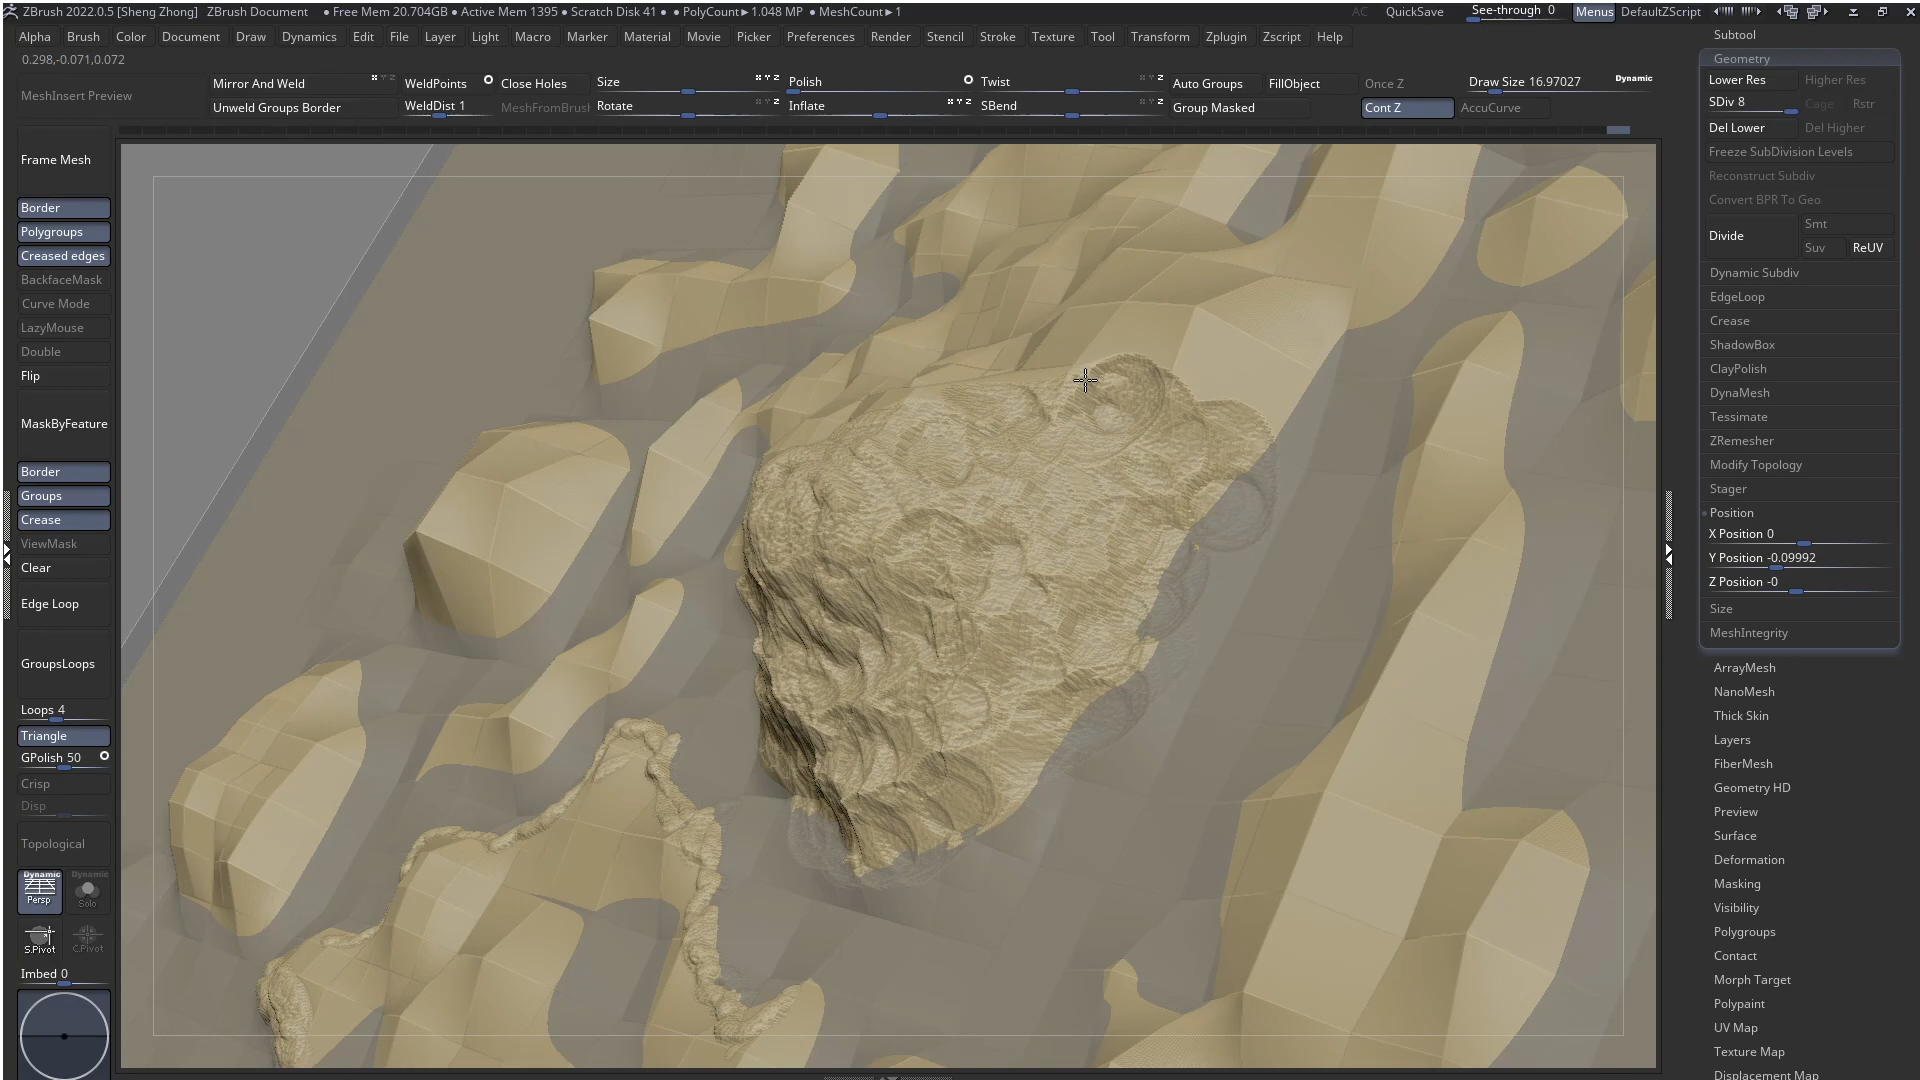 ZBrush 2022.0.5 [Sheng Zhong] ZBrush Document • Free Mem 20.704GB • Active Mem 1395 • Scratch Disk 41 • • PolyCount► 1.048 MP • MeshCount► 1 AC QuickSave See-through 0 Menus DefaultZScript
Alpha Brush Color Document Draw Dynamics Edit File Layer Light Macro Marker Material Movie Picker Preferences Render Stencil Stroke Texture Tool Transform Zplugin Zscript Help
0.298,-0.071,0.072
MeshInsert Preview
Mirror And Weld
WeldPoints
Close Holes
Size
Polish
Twist
Auto Groups
FillObject
Once Z
Draw Size 16.97027
Dynamic
Unweld Groups Border
WeldDist 1
MeshFromBrush
Rotate
Inflate
SBend
Group Masked
Cont Z
AccuCurve
Frame Mesh
Border
Polygroups
Creased edges
BackfaceMask
Curve Mode
LazyMouse
Double
Flip
MaskByFeature
Border
Groups
Crease
ViewMask
Clear
Edge Loop
GroupsLoops
Loops 4
Triangle
GPolish 50
Crisp
Disp
Topological
Dynamic
Persp
Dynamic
Solo
S.Pivot
C.Pivot
Imbed 0
Subtool
Geometry
Lower Res Higher Res
SDiv 8 Cage Rstr
Del Lower Del Higher
Freeze SubDivision Levels
Reconstruct Subdiv
Convert BPR To Geo
Divide
Smt
Suv ReUV
Dynamic Subdiv
EdgeLoop
Crease
ShadowBox
ClayPolish
DynaMesh
Tessimate
ZRemesher
Modify Topology
Stager
Position
X Position 0
Y Position -0.09992
Z Position -0
Size
MeshIntegrity
ArrayMesh
NanoMesh
Thick Skin
Layers
FiberMesh
Geometry HD
Preview
Surface
Deformation
Masking
Visibility
Polygroups
Contact
Morph Target
Polypaint
UV Map
Texture Map
Displacement Map